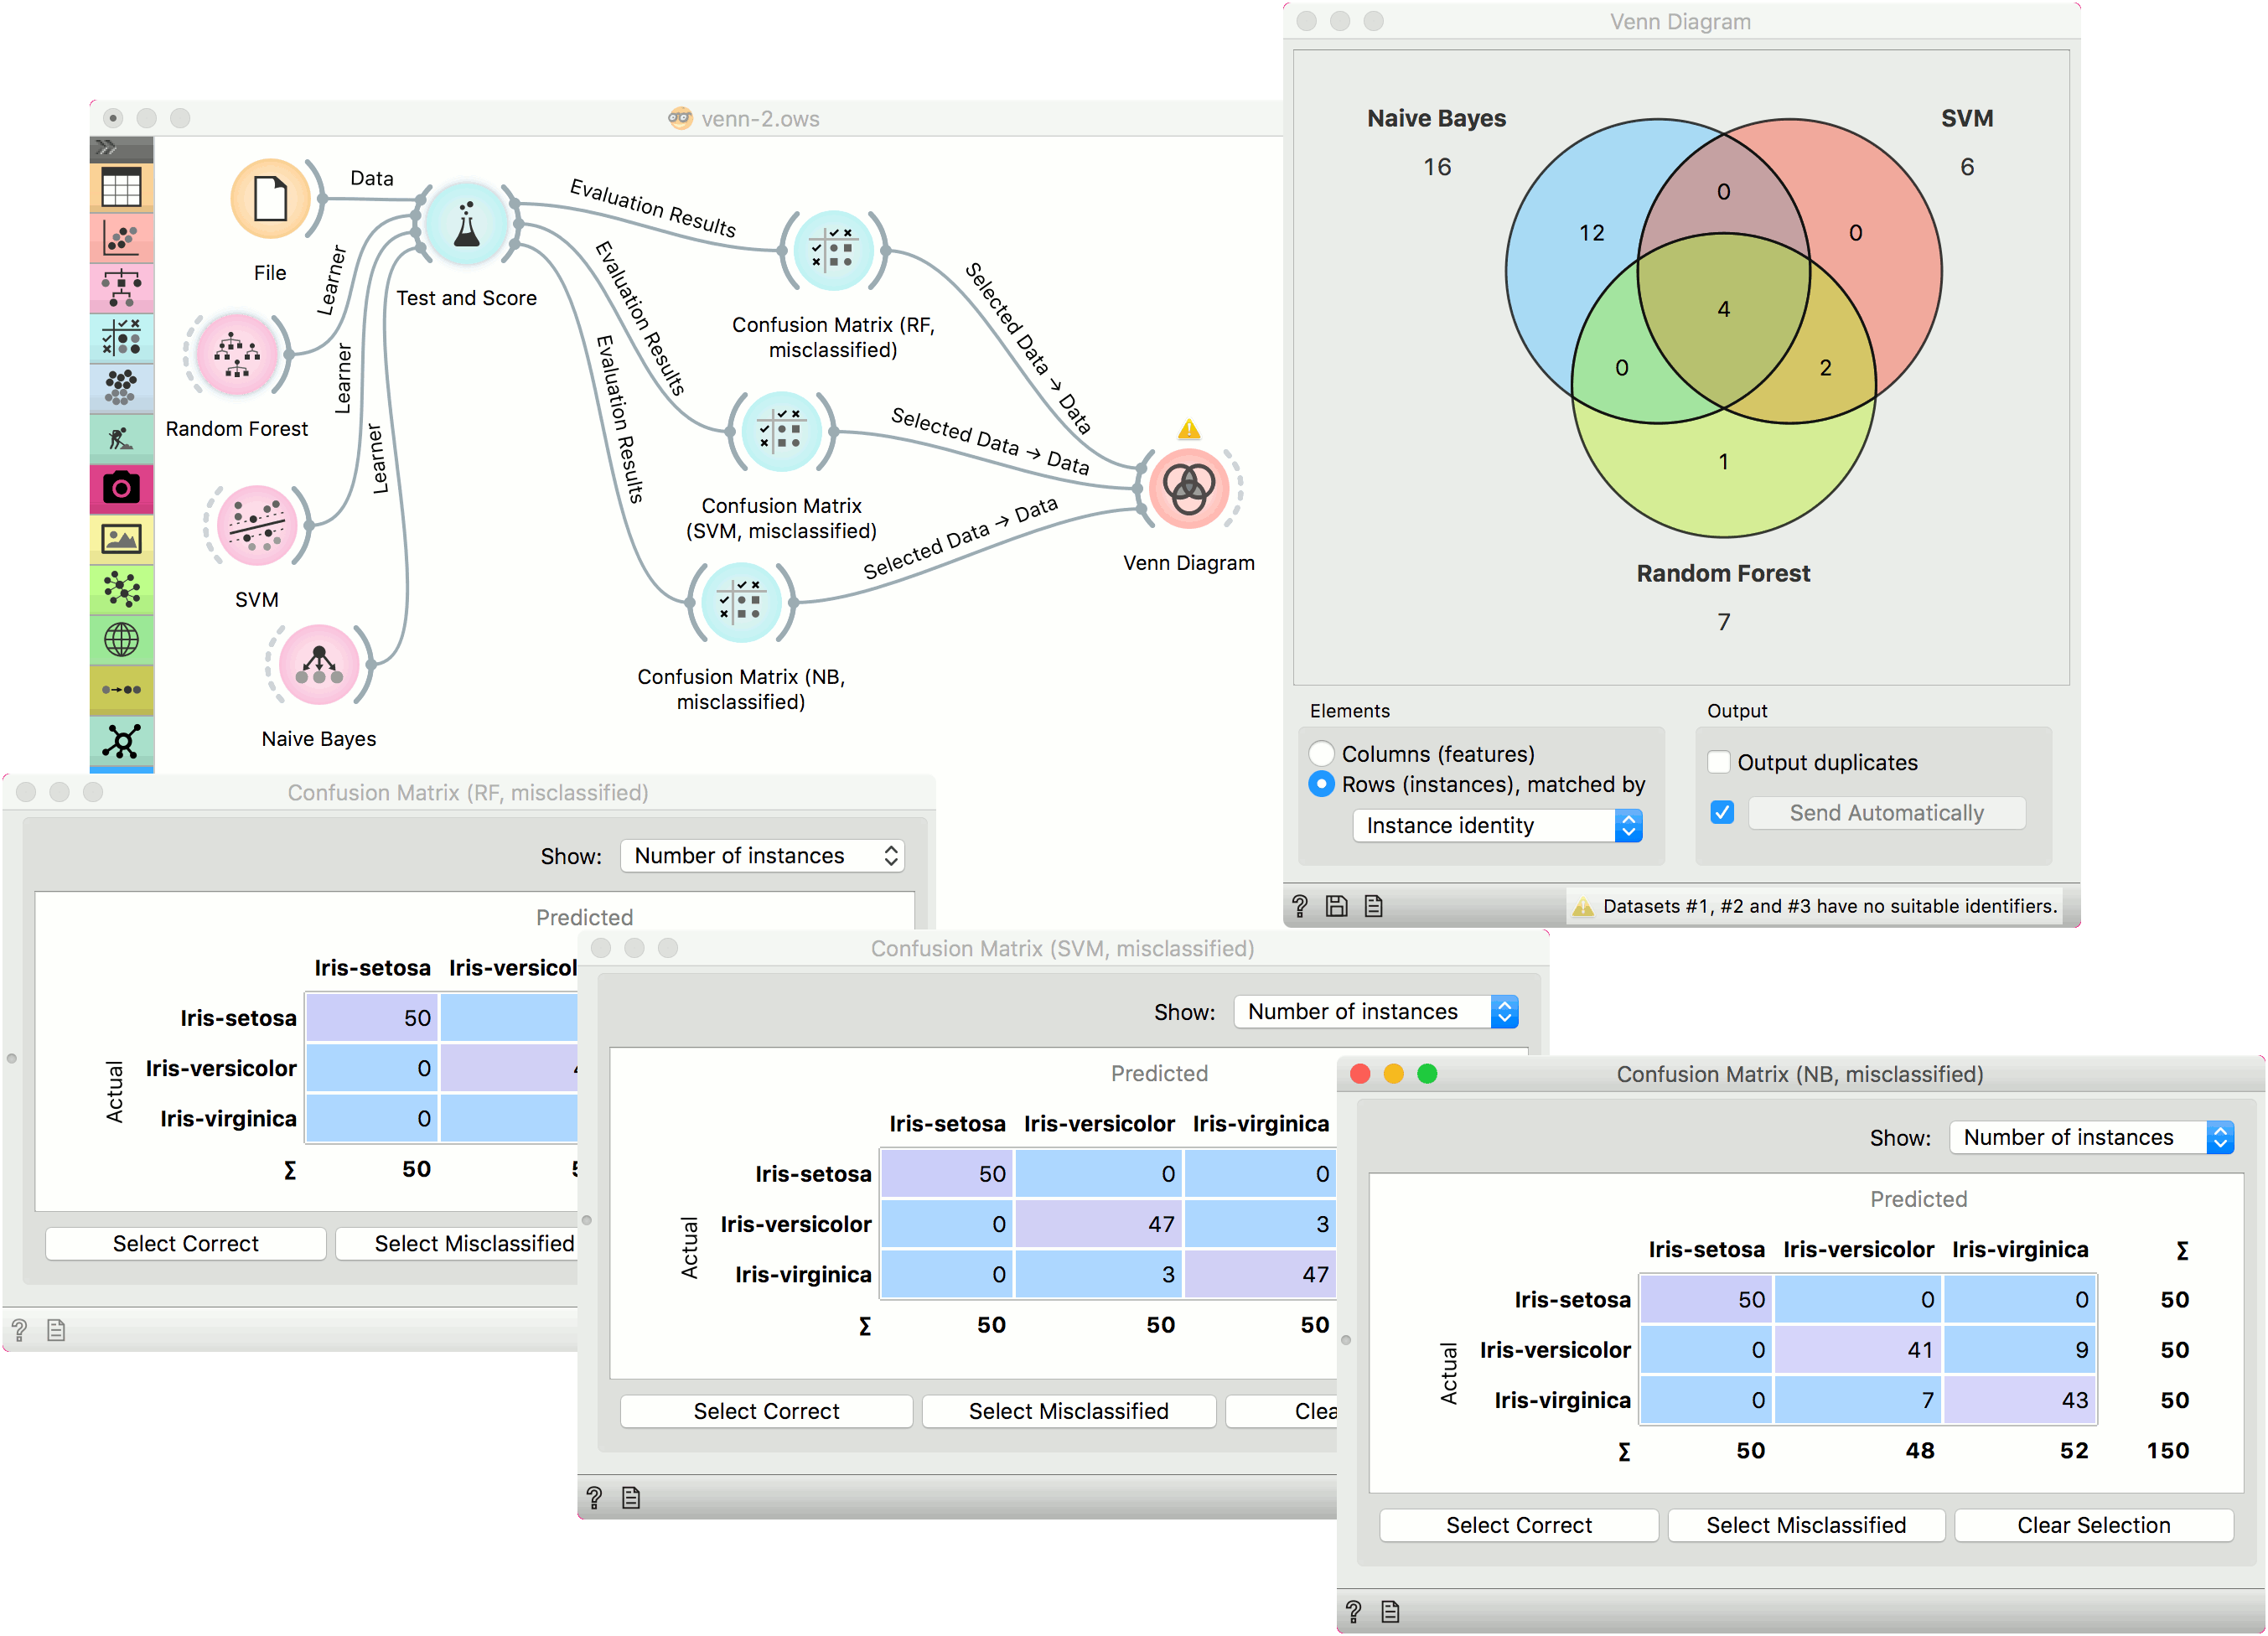 Venn Diagram
Naive Bayes
16
SVM
6
0
12
0
4
0
2
1
Random Forest
7
Elements
Columns (features)
Rows (instances), matched by
Instance identity
Output
Output duplicates
Send Automatically
Datasets #1, #2 and #3 have no suitable identifiers.
venn-2.ows
Data
File
Learner
Random Forest
Learner
SVM
Learner
Naive Bayes
Test and Score
Evaluation Results
Evaluation Results
Evaluation Results
Confusion Matrix (RF,
misclassified)
Confusion Matrix
(SVM, misclassified)
Confusion Matrix (NB,
misclassified)
Selected Data → Data
Selected Data → Data
Selected Data → Data
Venn Diagram
Confusion Matrix (RF, misclassified)
Show: Number of instances
Predicted
Iris-setosa Iris-versicol
Actual
Iris-setosa 50
Iris-versicolor 0
Iris-virginica 0
Σ 50
Select Correct Select Misclassified
Confusion Matrix (SVM, misclassified)
Show: Number of instances
Predicted
Iris-setosa Iris-versicolor Iris-virginica
Actual
Iris-setosa 50 0 0
Iris-versicolor 0 47 3
Iris-virginica 0 3 47
Σ 50 50 50
Select Correct Select Misclassified Clea
Confusion Matrix (NB, misclassified)
Show: Number of instances
Predicted
Iris-setosa Iris-versicolor Iris-virginica Σ
Actual
Iris-setosa 50 0 0 50
Iris-versicolor 0 41 9 50
Iris-virginica 0 7 43 50
Σ 50 48 52 150
Select Correct Select Misclassified Clear Selection